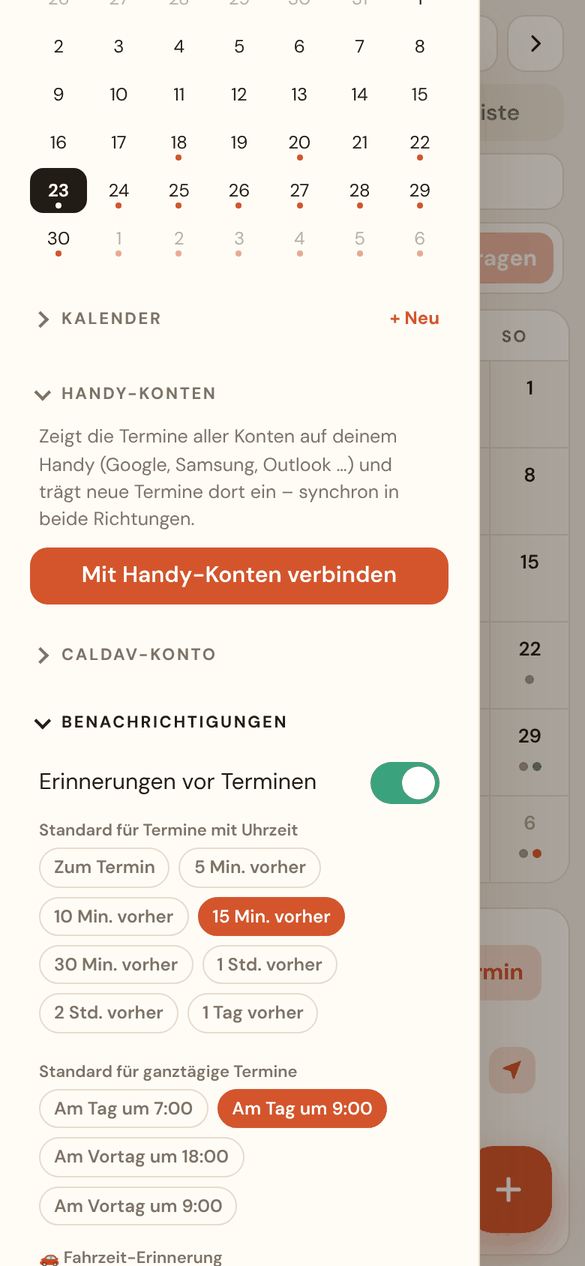 26 27 28 29 30 31 1
2 3 4 5 6 7 8
9 10 11 12 13 14 15
16 17 18 19 20 21 22
23 24 25 26 27 28 29
30 1 2 3 4 5 6
KALENDER + Neu
HANDY-KONTEN
Zeigt die Termine aller Konten auf deinem
Handy (Google, Samsung, Outlook …) und
trägt neue Termine dort ein – synchron in
beide Richtungen.
Mit Handy-Konten verbinden
CALDAV-KONTO
BENACHRICHTIGUNGEN
Erinnerungen vor Terminen
Standard für Termine mit Uhrzeit
Zum Termin 5 Min. vorher
10 Min. vorher 15 Min. vorher
30 Min. vorher 1 Std. vorher
2 Std. vorher 1 Tag vorher
Standard für ganztägige Termine
Am Tag um 7:00 Am Tag um 9:00
Am Vortag um 18:00
Am Vortag um 9:00
🚗 Fahrzeit-Erinnerung
iste
ragen
SO
1
8
15
22
29
6
rmin
+